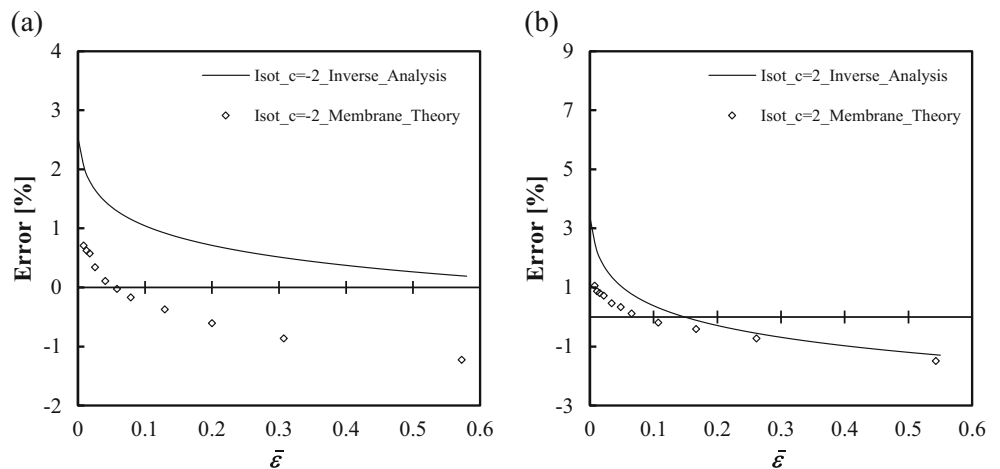 (a)
Error [%]
4
3
2
1
0
-1
-2
Isot_c=-2_Inverse_Analysis
Isot_c=-2_Membrane_Theory
0 0.1 0.2 0.3 0.4 0.5 0.6
ε̄
(b)
Error [%]
9
7
5
3
1
-1
-3
Isot_c=2_Inverse_Analysis
Isot_c=2_Membrane_Theory
0 0.1 0.2 0.3 0.4 0.5 0.6
ε̄